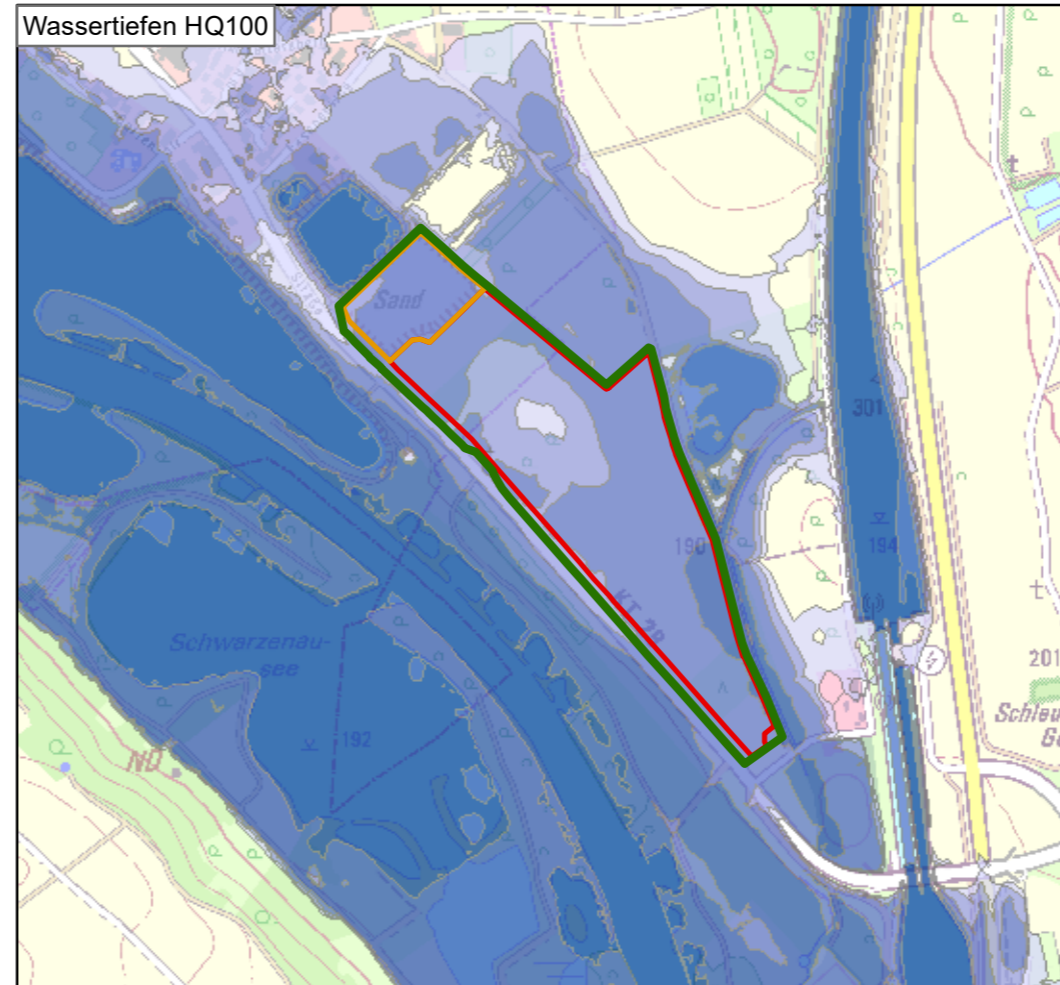 Wassertiefen HQ100
Sand
301
190
194
KT 29
Schwarzenau-
see
192
ND
201
Schleu